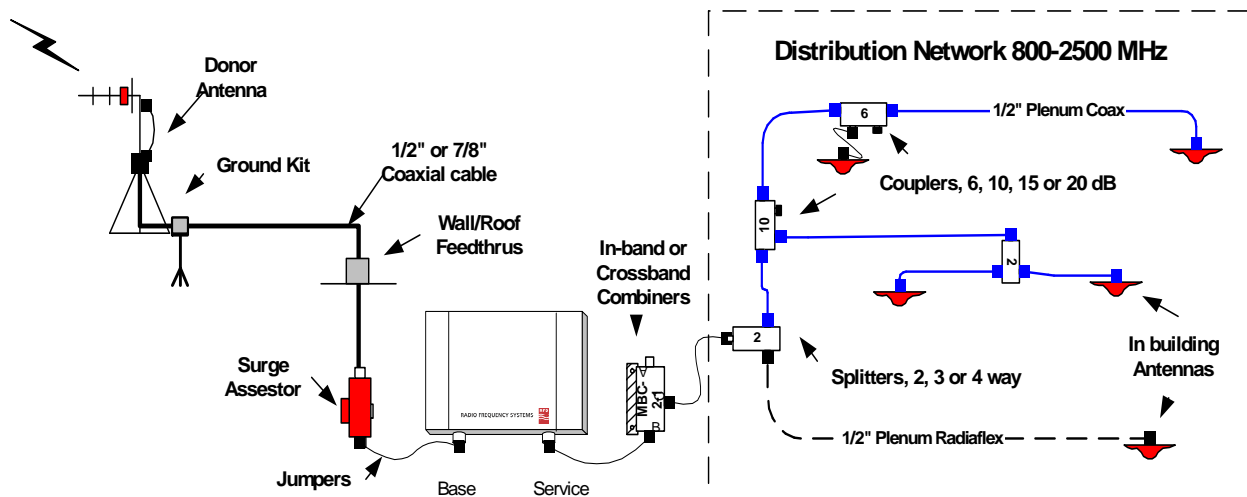 Distribution Network 800-2500 MHz
Donor
Antenna
Ground Kit
1/2" or 7/8"
Coaxial cable
Wall/Roof
Feedthrus
In-band or
Crossband
Combiners
6
1/2" Plenum Coax
Couplers, 6, 10, 15 or 20 dB
10
2
2
Splitters, 2, 3 or 4 way
In building
Antennas
1/2" Plenum Radiaflex
Surge
Assestor
RADIO FREQUENCY SYSTEMS
MBC-
2-1
A
B
Jumpers
Base
Service